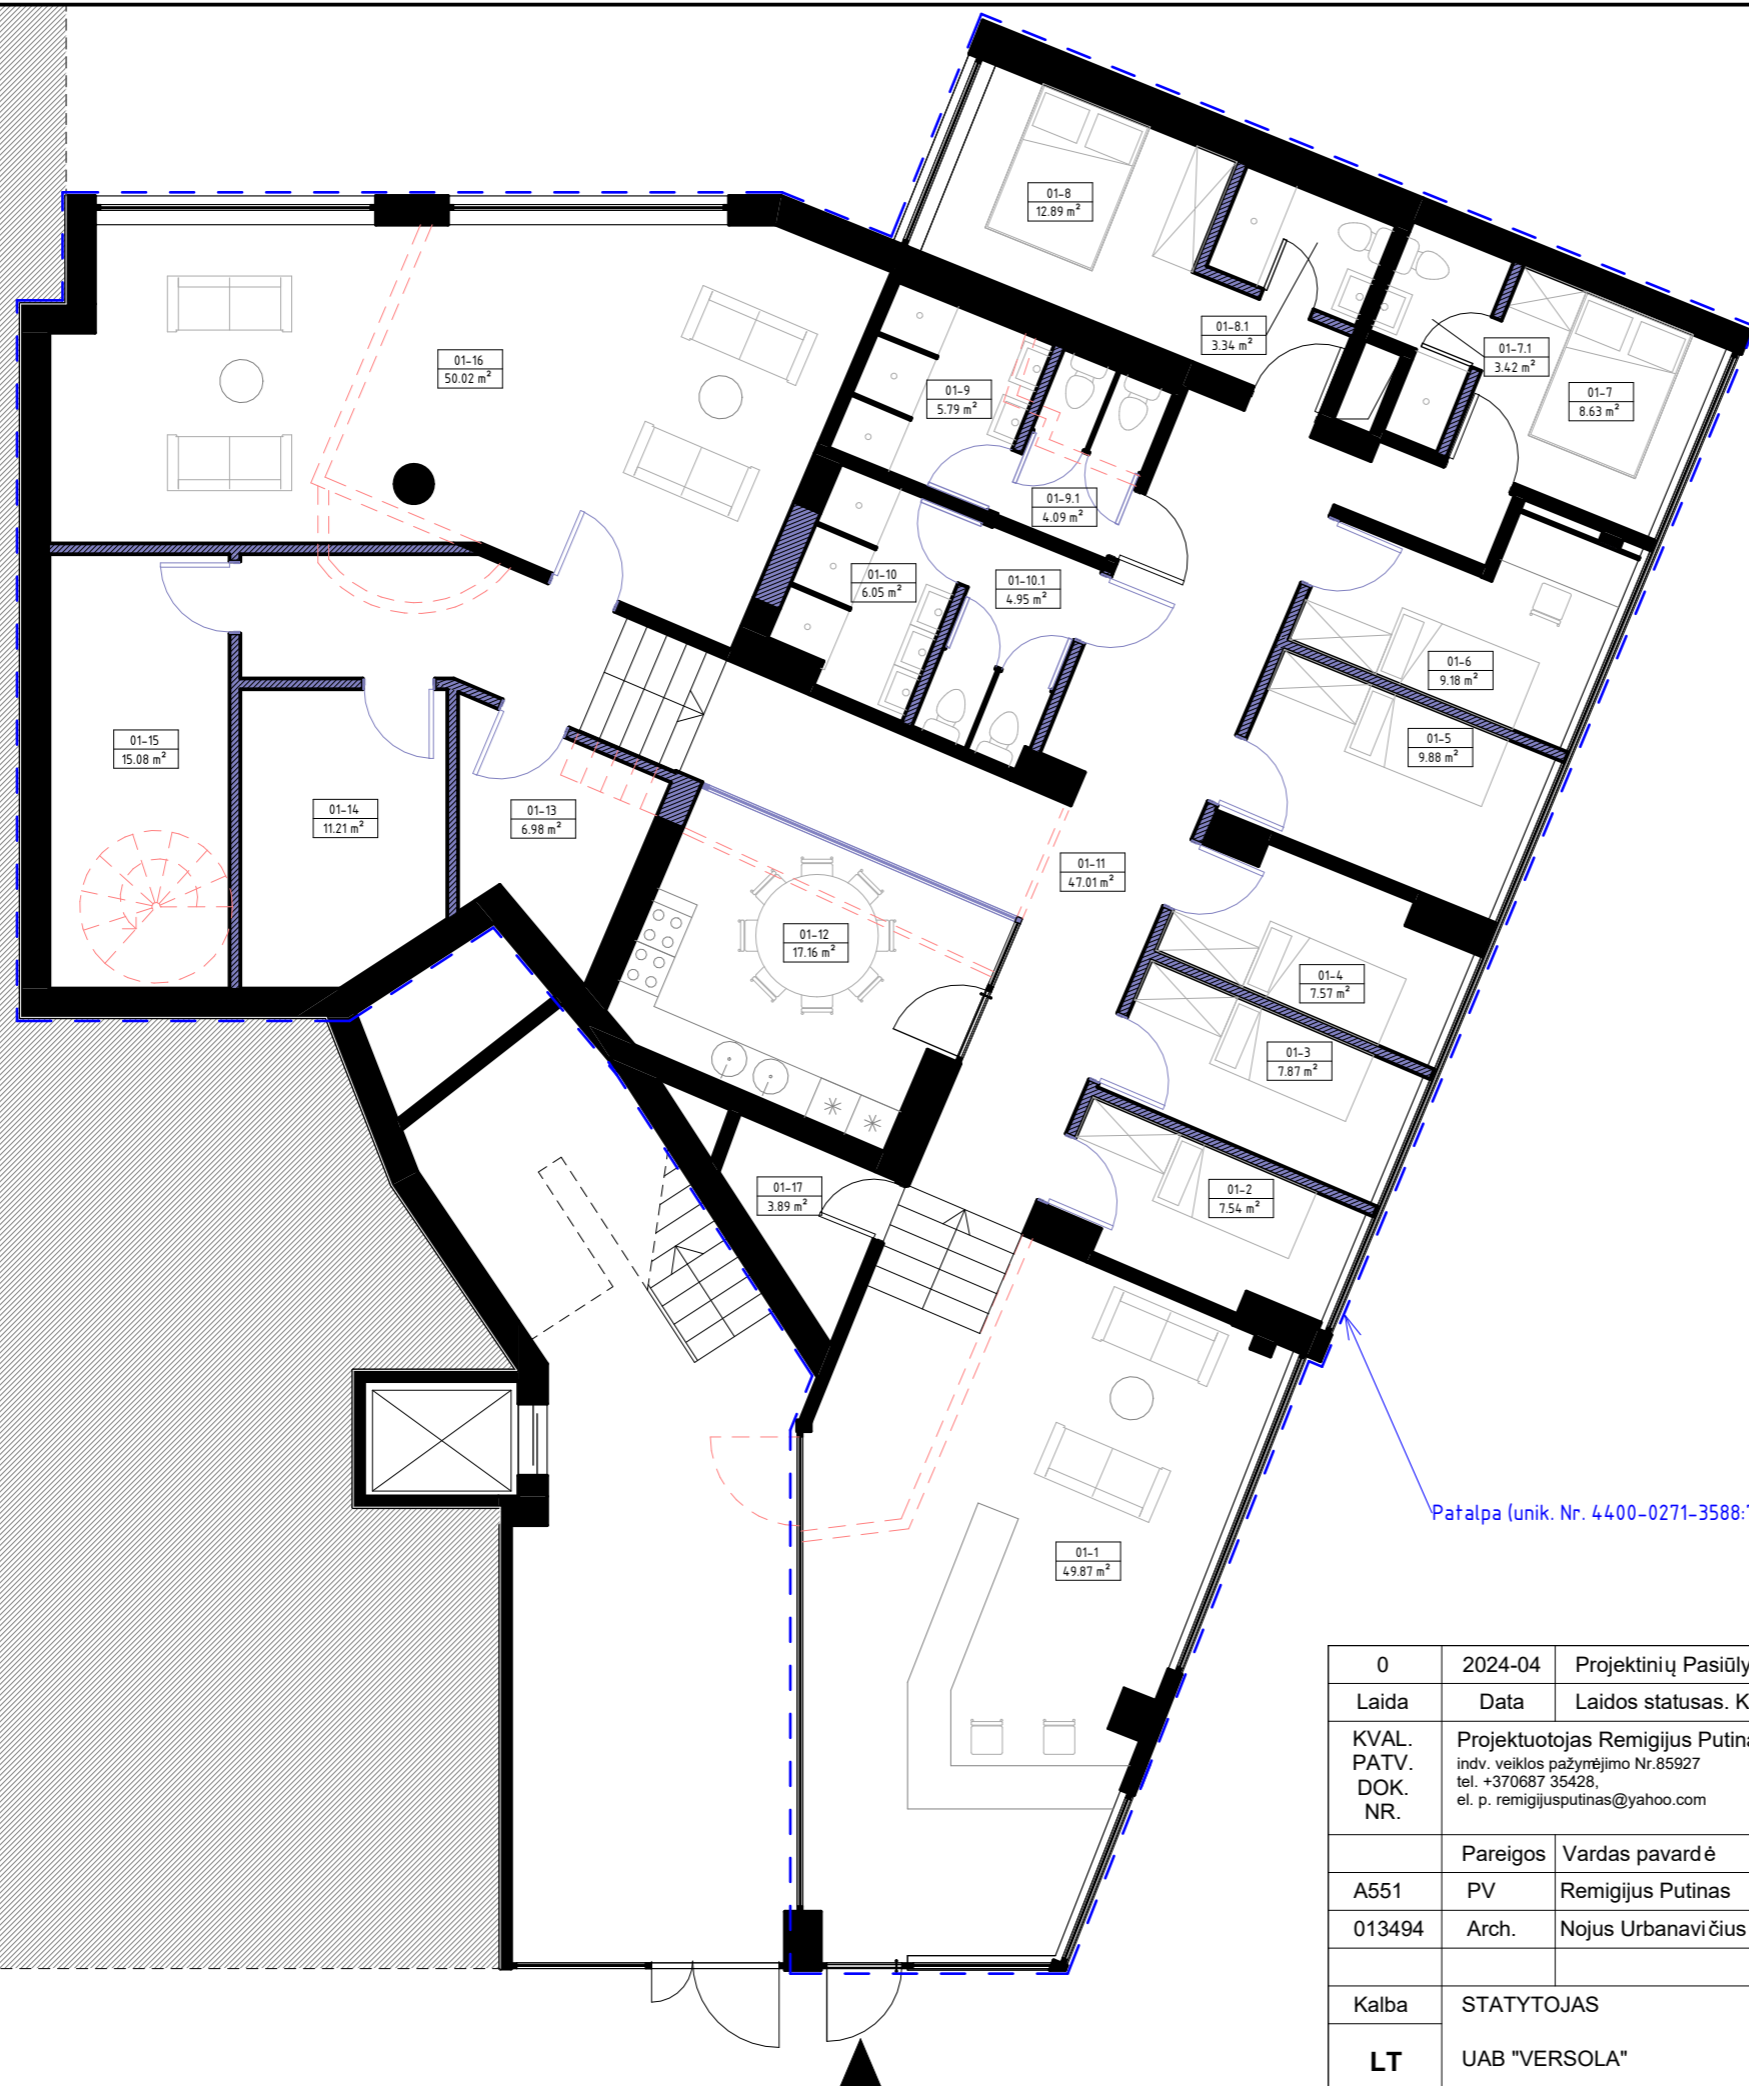 01-8
12.89 m²
01-8.1
3.34 m²
01-7.1
3.42 m²
01-7
8.63 m²
01-16
50.02 m²
01-9
5.79 m²
01-9.1
4.09 m²
01-10
6.05 m²
01-10.1
4.95 m²
01-6
9.18 m²
01-5
9.88 m²
01-15
15.08 m²
01-14
11.21 m²
01-13
6.98 m²
01-11
47.01 m²
01-12
17.16 m²
01-4
7.57 m²
01-3
7.87 m²
01-17
3.89 m²
01-2
7.54 m²
Patalpa (unik. Nr. 4400-0271-3588:
01-1
49.87 m²
0 2024-04 Projektinių Pasiūly
Laida Data Laidos statusas. K
KVAL.
PATV.
DOK.
NR.
Projektuotojas Remigijus Putina
indv. veiklos pažymėjimo Nr.85927
tel. +370687 35428,
el. p. remigijusputinas@yahoo.com
Pareigos Vardas pavardė
A551 PV Remigijus Putinas
013494 Arch. Nojus Urbanavičius
Kalba STATYTOJAS
LT UAB "VERSOLA"